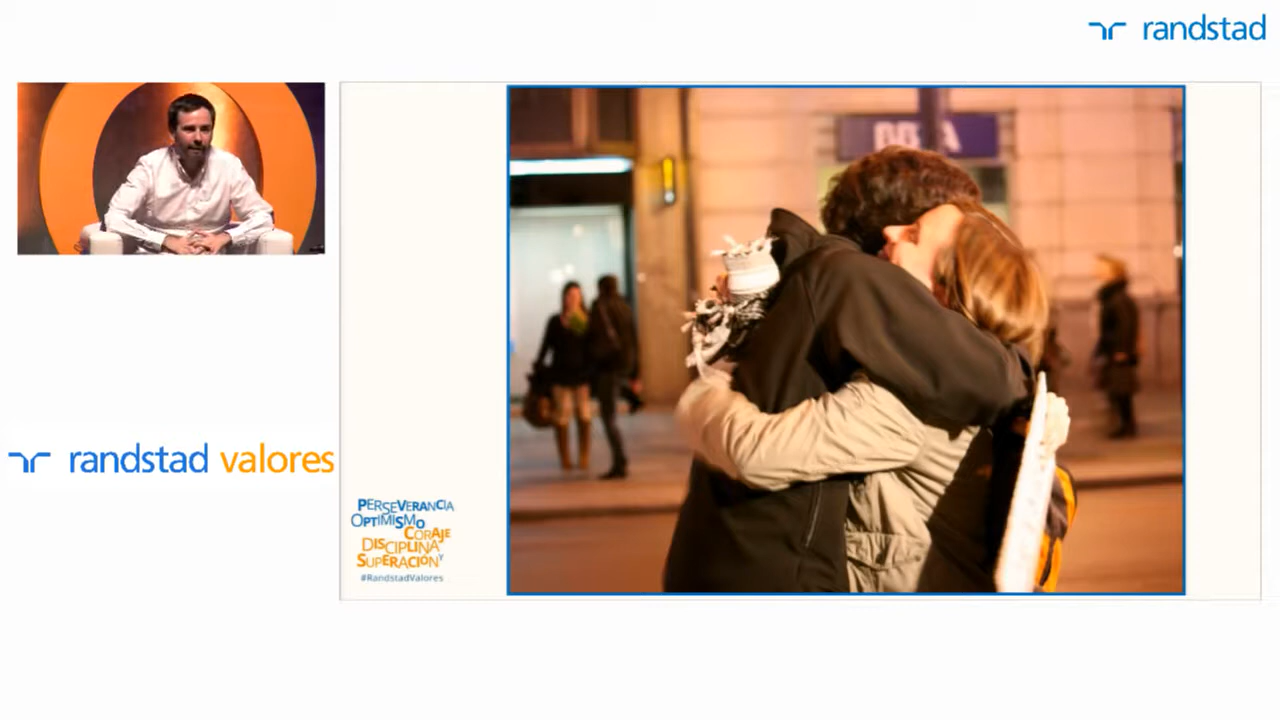 randstad
randstad valores
PERSEVERANCIA
OPTIMISMO
CORAJE
DISCIPLINA
Y
SUPERACIÓN
#RandstadValores